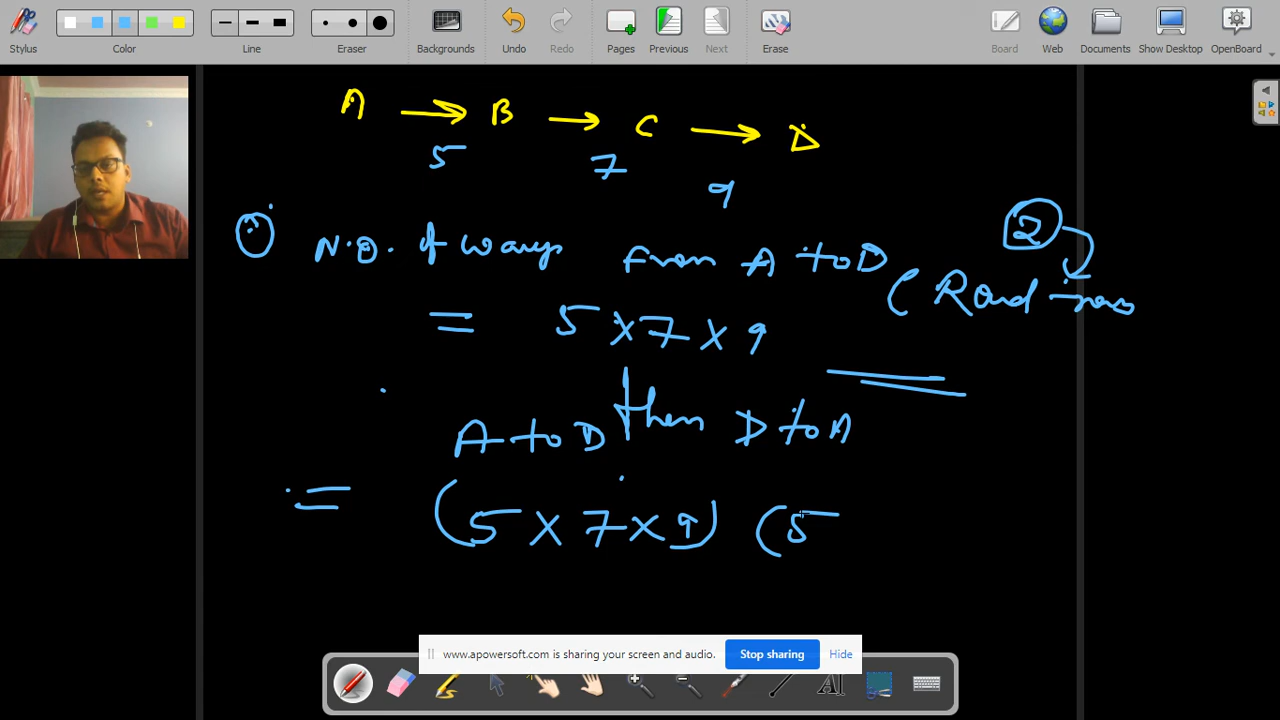 Stylus
Color
Line
Eraser
Backgrounds
Undo
Redo
Pages
Previous
Next
Erase
Board
Web
Documents
Show Desktop
OpenBoard
A → B → C → D
5 7 9
N.O. of ways from A to D
2
= 5 x 7 x 9
( Road
A to D then D to A
= (5 x 7 x 9) (5
www.apowersoft.com is sharing your screen and audio.
Stop sharing
Hide